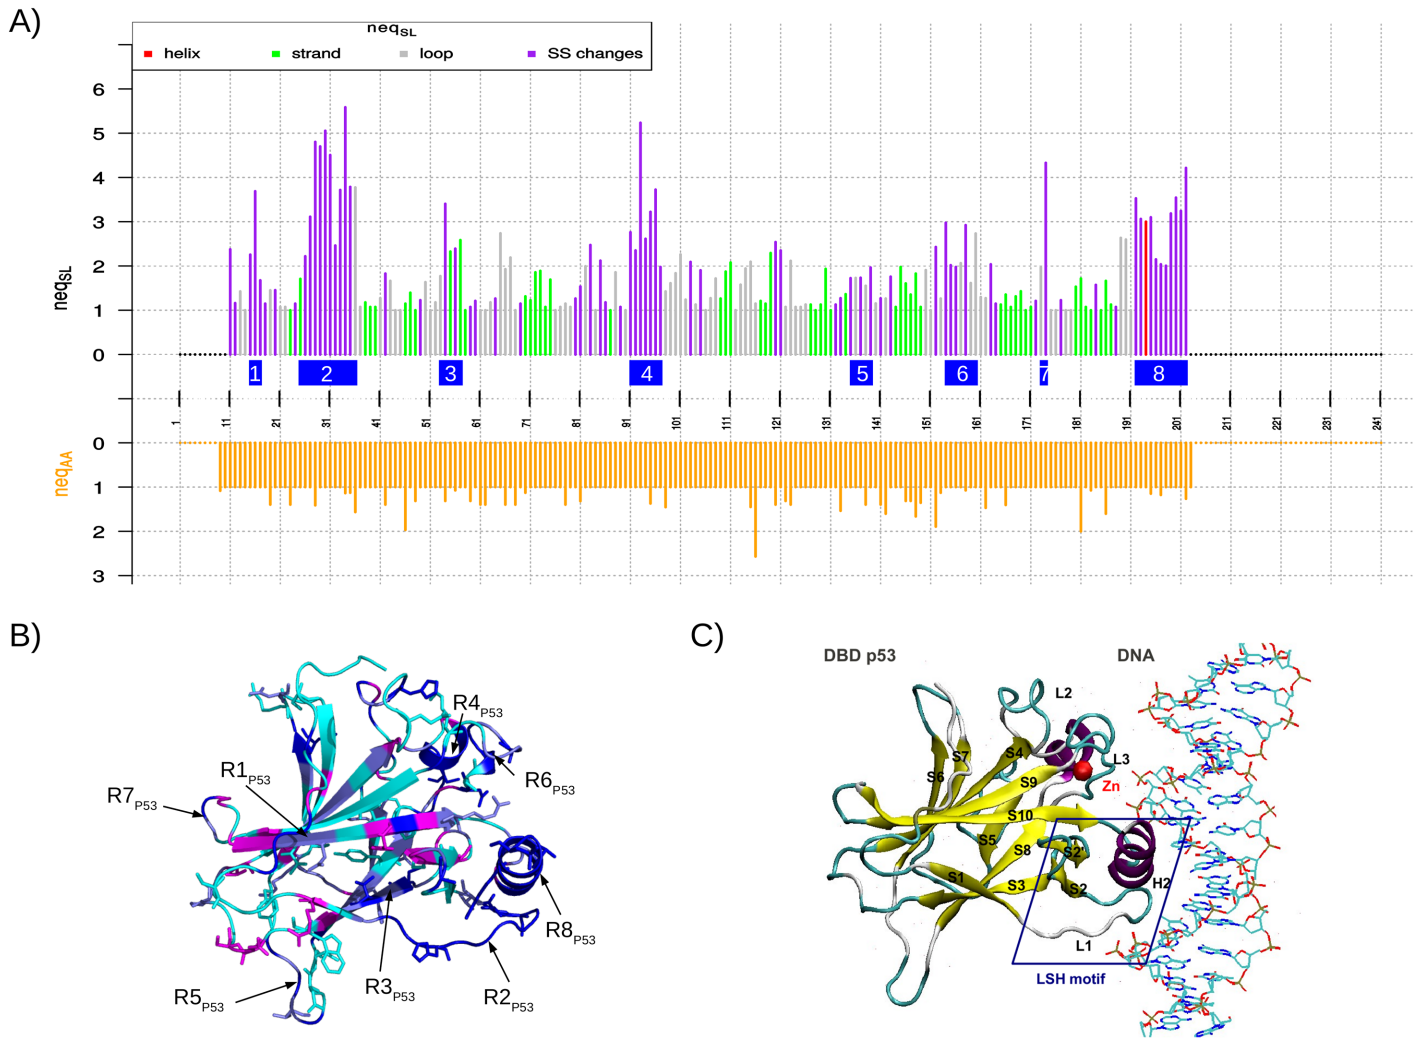 A)
neqSL
helix strand loop SS changes
6
5
4
3
2
1
0
neqSL
1 2 3 4 5 6 7 8
1 11 21 31 41 51 61 71 81 91 101 111 121 131 141 151 161 171 181 191 201 211 221 231 241
0
1
2
3
neqAA
B)
R4P53
R6P53
R1P53
R7P53
R8P53
R3P53
R2P53
R5P53
C)
DBD p53 DNA
L2
S7 S4
L3
S6 S9
Zn
S10
S5 S8 S2'
S1 S3 S2 H2
L1
LSH motif